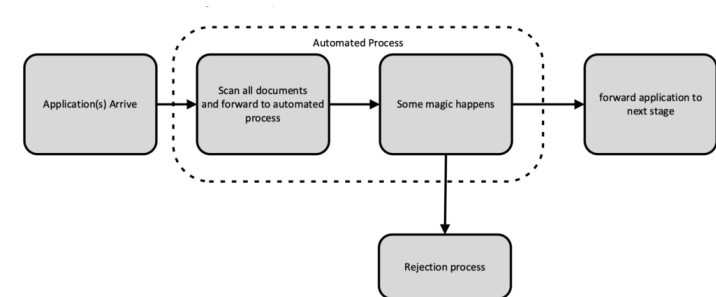 Automated Process
Application(s) Arrive
Scan all documents
and forward to automated
process
Some magic happens
forward application to
next stage
Rejection process